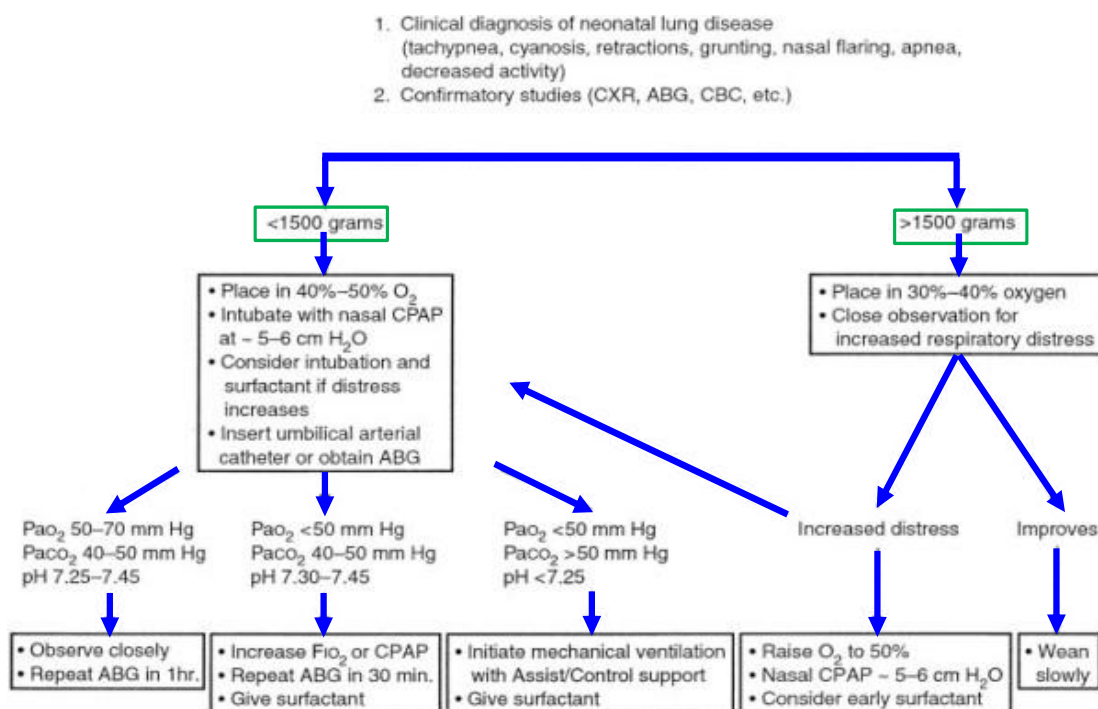 1. Clinical diagnosis of neonatal lung disease
(tachypnea, cyanosis, retractions, grunting, nasal flaring, apnea,
decreased activity)
2. Confirmatory studies (CXR, ABG, CBC, etc.)
<1500 grams
>1500 grams
• Place in 40%–50% O₂
• Intubate with nasal CPAP
at ~ 5–6 cm H₂O
• Consider intubation and
surfactant if distress
increases
• Insert umbilical arterial
catheter or obtain ABG
• Place in 30%–40% oxygen
• Close observation for
increased respiratory distress
Pao₂ 50–70 mm Hg
Paco₂ 40–50 mm Hg
pH 7.25–7.45
Pao₂ <50 mm Hg
Paco₂ 40–50 mm Hg
pH 7.30–7.45
Pao₂ <50 mm Hg
Paco₂ >50 mm Hg
pH <7.25
Increased distress
Improves
• Observe closely
• Repeat ABG in 1hr.
• Increase FIO₂ or CPAP
• Repeat ABG in 30 min.
• Give surfactant
• Initiate mechanical ventilation
with Assist/Control support
• Give surfactant
• Raise O₂ to 50%
• Nasal CPAP ~ 5–6 cm H₂O
• Consider early surfactant
• Wean
slowly